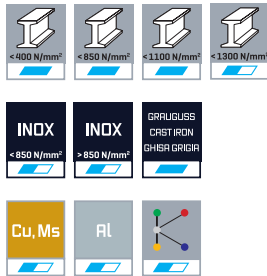 <400 N/mm² <850 N/mm² <1100 N/mm² <1300 N/mm²
INOX INOX GRAUGUSS
CAST IRON
GHISA GRIGIA
<850 N/mm² >850 N/mm²
Cu, Ms Al